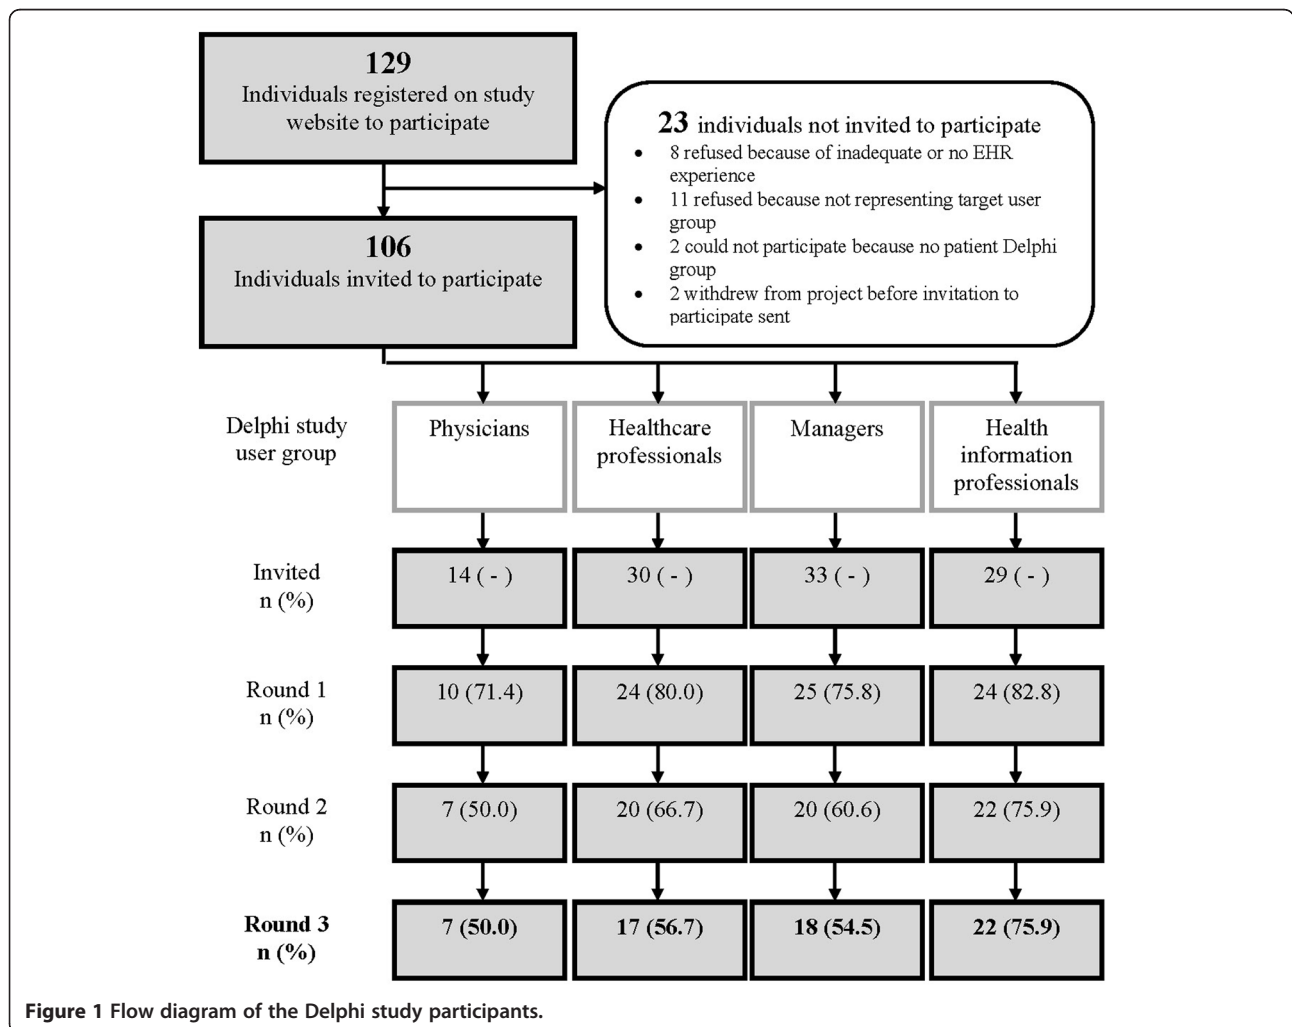 129
Individuals registered on study
website to participate
23 individuals not invited to participate
• 8 refused because of inadequate or no EHR
experience
• 11 refused because not representing target user
group
• 2 could not participate because no patient Delphi
group
• 2 withdrew from project before invitation to
participate sent
106
Individuals invited to participate
Delphi study
user group
Physicians
Healthcare
professionals
Managers
Health
information
professionals
Invited
n (%)
14 ( - )
30 ( - )
33 ( - )
29 ( - )
Round 1
n (%)
10 (71.4)
24 (80.0)
25 (75.8)
24 (82.8)
Round 2
n (%)
7 (50.0)
20 (66.7)
20 (60.6)
22 (75.9)
Round 3
n (%)
7 (50.0)
17 (56.7)
18 (54.5)
22 (75.9)
Figure 1 Flow diagram of the Delphi study participants.